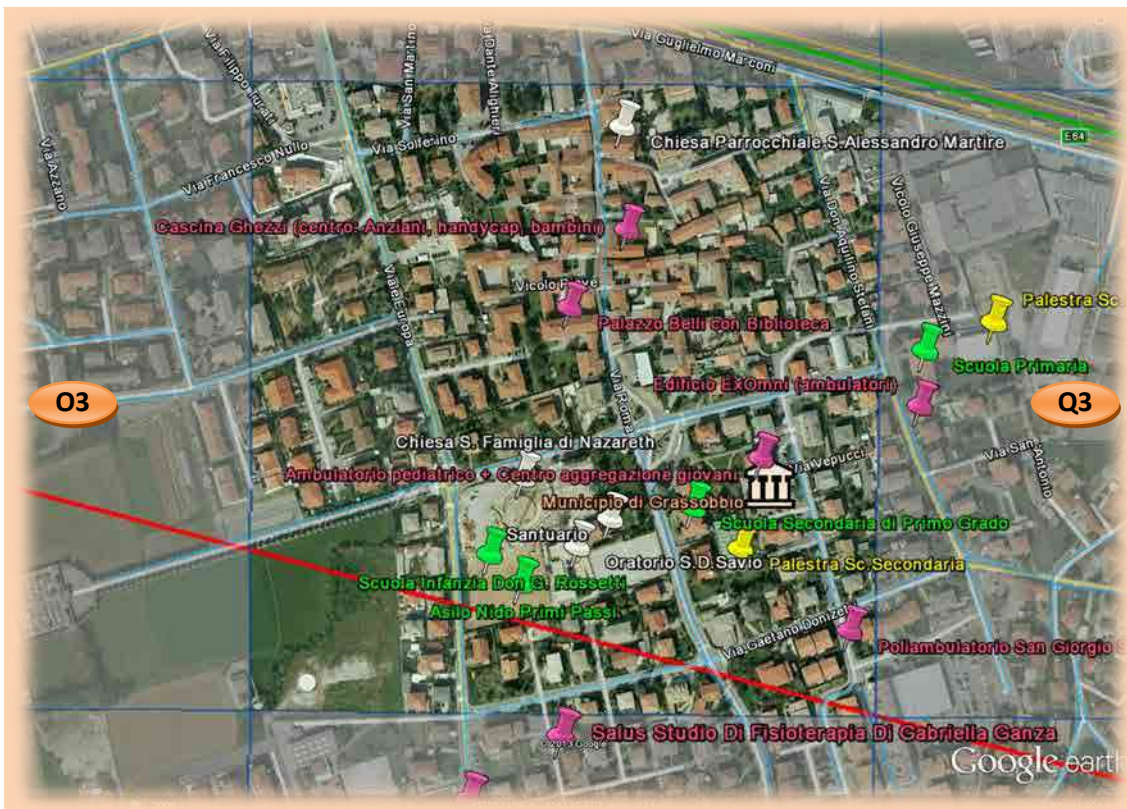 Via Guglielmo Marconi
Via Filippo Turati
Via San Martino
Via Dante Alighieri
E64
Chiesa Parrocchiale S.Alessandro Martire
Via Solferino
Via Azzano
Via Francesco Nullo
Cascina Ghezzi (centro: Anziani, handycap, bambini)
Via Don Aquilino Stefani
Vicolo Giuseppe Mazzini
Viale Europa
Vicolo Piave
Palestra Sc.
Palazzo Belli con Biblioteca
Scuola Primaria
Edificio ExOmni (ambulatori)
O3
Q3
Via Roma
Chiesa S. Famiglia di Nazareth
Via San Antonio
Ambulatorio pediatrico + Centro aggregazione giovani
Via Vepucci
Municipio di Grassobbio
Scuola Secondaria di Primo Grado
Santuario
Oratorio S.D.Savio
Palestra Sc.Secondaria
Scuola Infanzia Don G. Rossetti
Asilo Nido Primi Passi
Via Gaetano Donizet
Poliambulatorio San Giorgio S
Salus Studio Di Fisioterapia Di Gabriella Ganza
© 2013 Google
Google earth